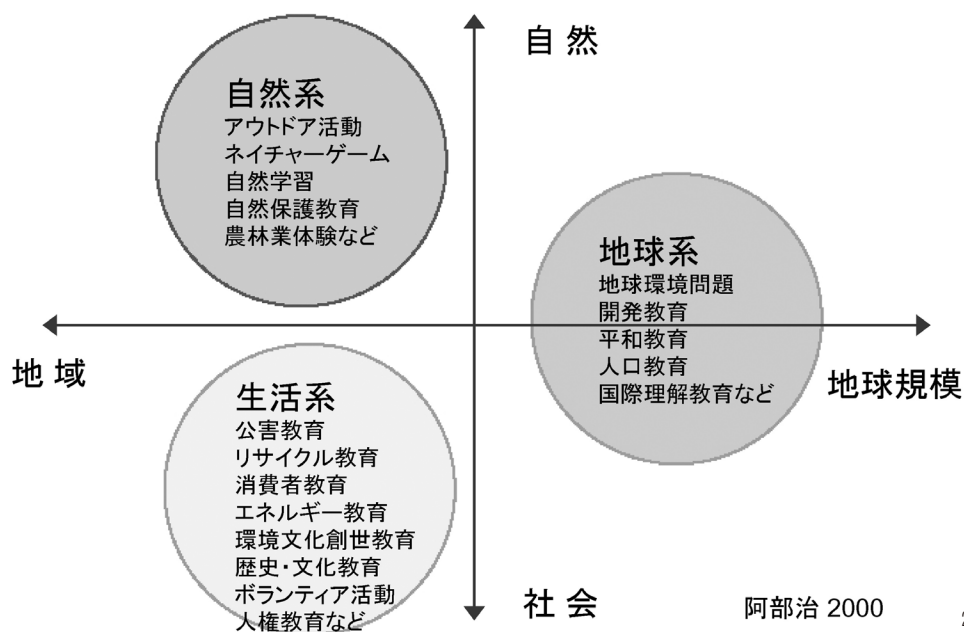 自 然
自然系
アウトドア活動
ネイチャーゲーム
自然学習
自然保護教育
農林業体験など
地球系
地球環境問題
開発教育
平和教育
人口教育
国際理解教育など
地 域
地球規模
生活系
公害教育
リサイクル教育
消費者教育
エネルギー教育
環境文化創世教育
歴史・文化教育
ボランティア活動
人権教育など
社 会
阿部治 2000